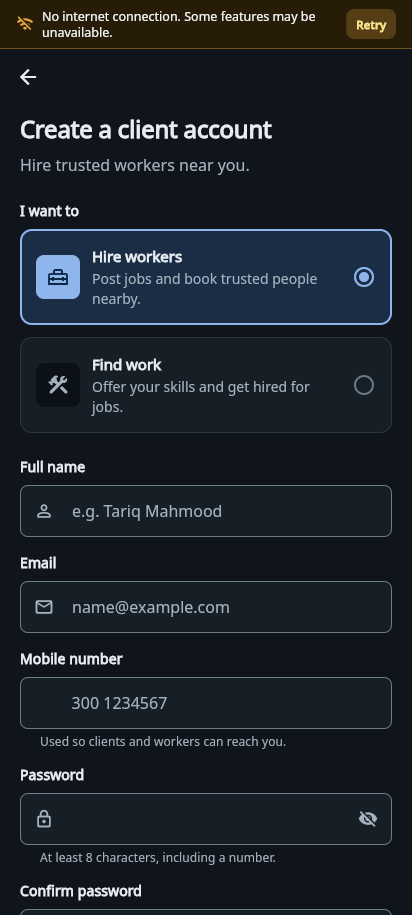 No internet connection. Some features may be
unavailable.
Retry
Create a client account
Hire trusted workers near you.
I want to
Hire workers
Post jobs and book trusted people
nearby.
Find work
Offer your skills and get hired for
jobs.
Full name
e.g. Tariq Mahmood
Email
name@example.com
Mobile number
300 1234567
Used so clients and workers can reach you.
Password
At least 8 characters, including a number.
Confirm password